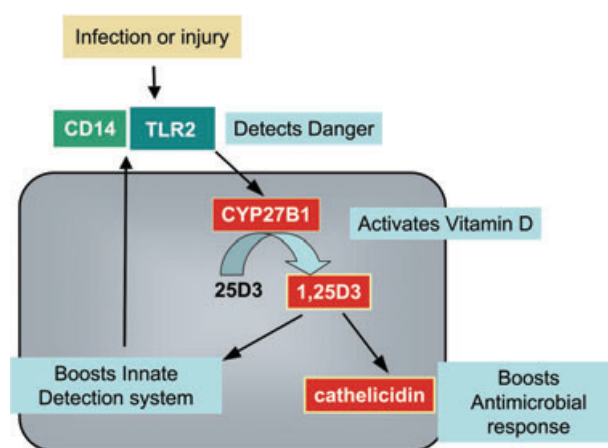 Infection or injury
CD14
TLR2
Detects Danger
CYP27B1
Activates Vitamin D
25D3
1,25D3
Boosts Innate
Detection system
cathelicidin
Boosts
Antimicrobial
response